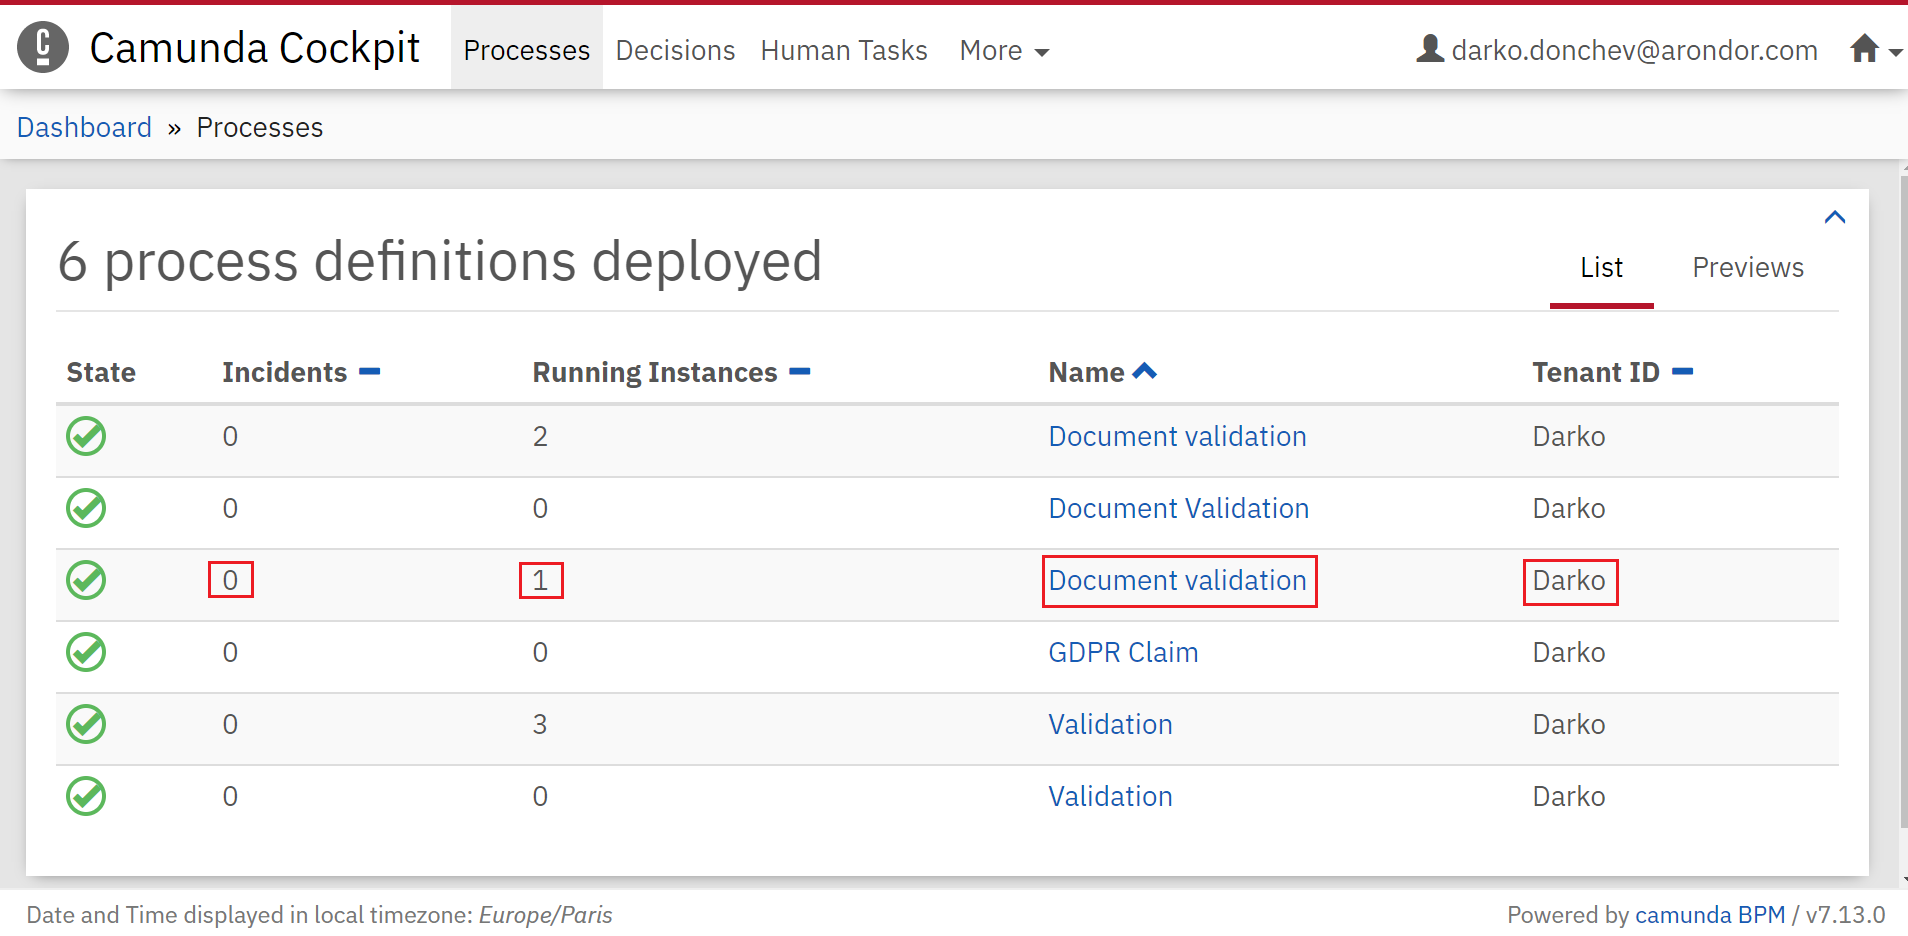 Camunda Cockpit Processes Decisions Human Tasks More darko.donchev@arondor.com
Dashboard » Processes
6 process definitions deployed
List Previews
State Incidents Running Instances Name Tenant ID
0 2 Document validation Darko
0 0 Document Validation Darko
0 1 Document validation Darko
0 0 GDPR Claim Darko
0 3 Validation Darko
0 0 Validation Darko
Date and Time displayed in local timezone: Europe/Paris Powered by camunda BPM / v7.13.0